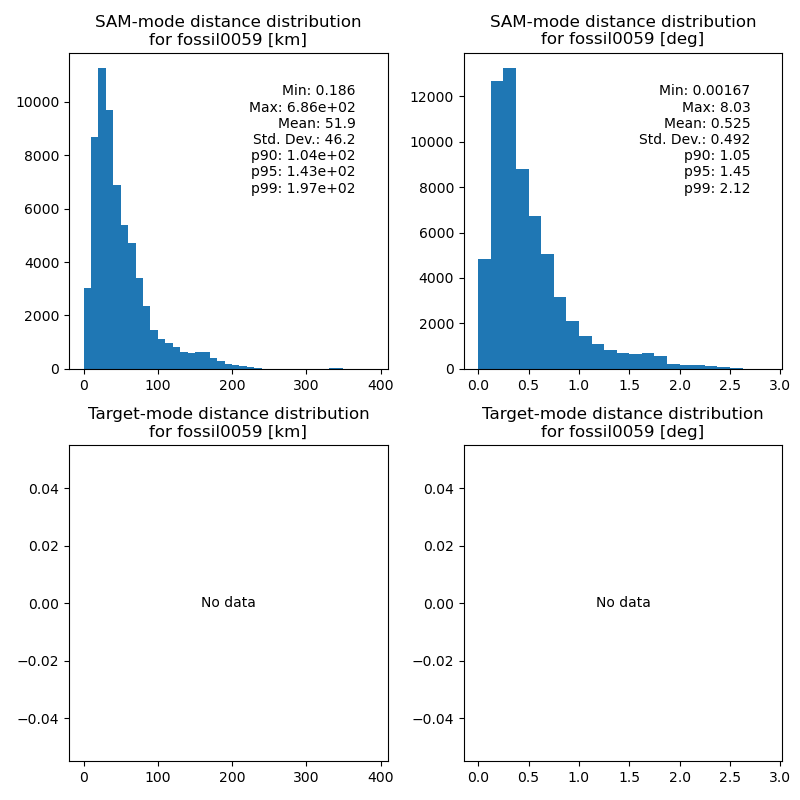 SAM-mode distance distribution
for fossil0059 [km]
Min: 0.186
Max: 6.86e+02
Mean: 51.9
Std. Dev.: 46.2
p90: 1.04e+02
p95: 1.43e+02
p99: 1.97e+02
10000
8000
6000
4000
2000
0
0 100 200 300 400
SAM-mode distance distribution
for fossil0059 [deg]
Min: 0.00167
Max: 8.03
Mean: 0.525
Std. Dev.: 0.492
p90: 1.05
p95: 1.45
p99: 2.12
12000
10000
8000
6000
4000
2000
0
0.0 0.5 1.0 1.5 2.0 2.5 3.0
Target-mode distance distribution
for fossil0059 [km]
0.04
0.02
0.00
−0.02
−0.04
No data
0 100 200 300 400
Target-mode distance distribution
for fossil0059 [deg]
0.04
0.02
0.00
−0.02
−0.04
No data
0.0 0.5 1.0 1.5 2.0 2.5 3.0